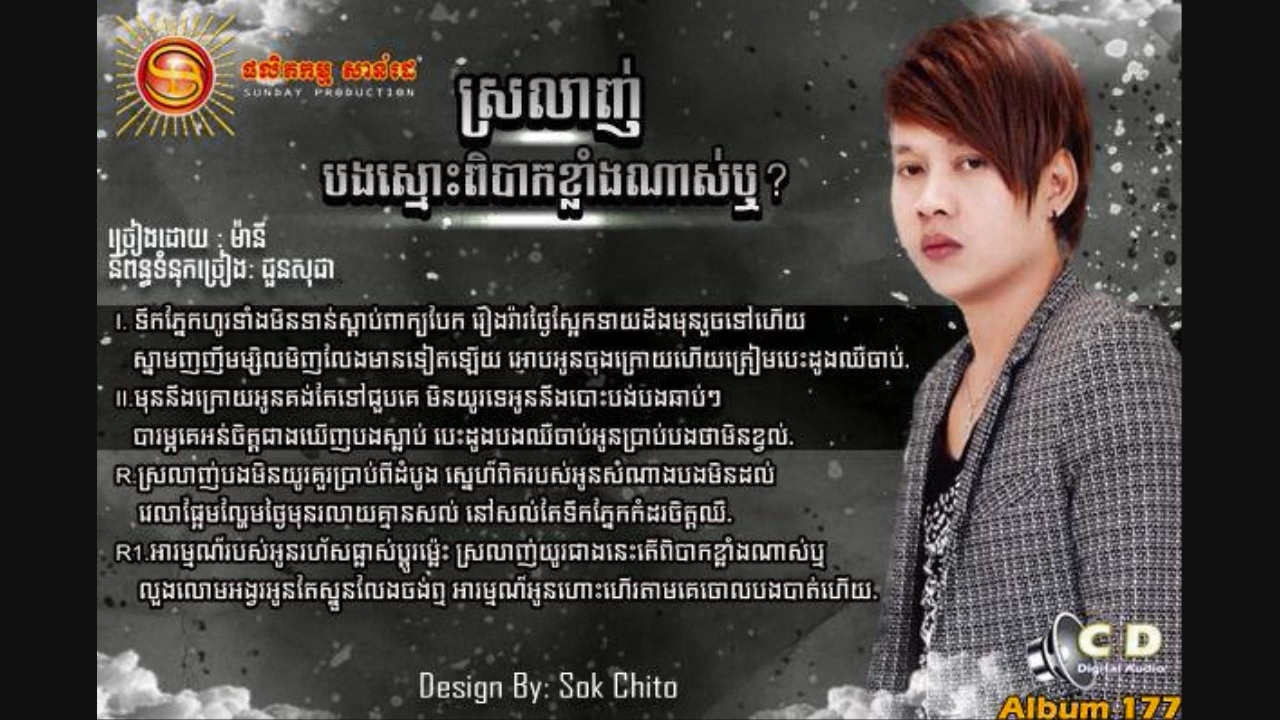 ផលិតកម្ម សាន់ដេ
SUNDAY PRODUCTION
ស្រលាញ់
បងស្មោះពិបាកខ្លាំងណាស់ឬ ?
ច្រៀងដោយ : ម៉ានី
និពន្ធទំនុកច្រៀង: ជួនសុជា
I. ទឹកភ្នែកហូរទាំងមិនទាន់ស្ដាប់ពាក្យបែក រឿងរ៉ាវថ្ងៃស្អែកទាយដឹងមុនរួចទៅហើយ
ស្នាមញញឹមម្សិលមិញលែងមានទៀតឡើយ អោបអូនចុងក្រោយហើយត្រៀមបេះដូងឈឺចាប់.
II.មុននឹងក្រោយអូនគង់តែទៅជួបគេ មិនយូរទេអូននឹងបោះបង់បងឆាប់ៗ
បារម្ភគេអន់ចិត្តជាងឃើញបងស្លាប់ បេះដូងបងឈឺចាប់អូនប្រាប់បងថាមិនខ្វល់.
R.ស្រលាញ់បងមិនយូរគួរប្រាប់ពីដំបូង ស្នេហ៍ពិតរបស់អូនសំណាងបងមិនដល់
វេលាផ្អែមល្ហែមថ្ងៃមុនរលាយគ្មានសល់ នៅសល់តែទឹកភ្នែកកំដរចិត្តឈឺ.
R1.អារម្មណ៍របស់អូនរហ័សផ្លាស់ប្ដូរម្ល៉េះ ស្រលាញ់យូរជាងនេះតើពិបាកខ្លាំងណាស់ឬ
លួងលោមអង្វរអូនតែស្ងួនលែងចង់ឮ អារម្មណ៍អូនហោះហើរតាមគេចោលបងបាត់ហើយ.
Design By: Sok Chito
CD
Digital Audio
Album 177